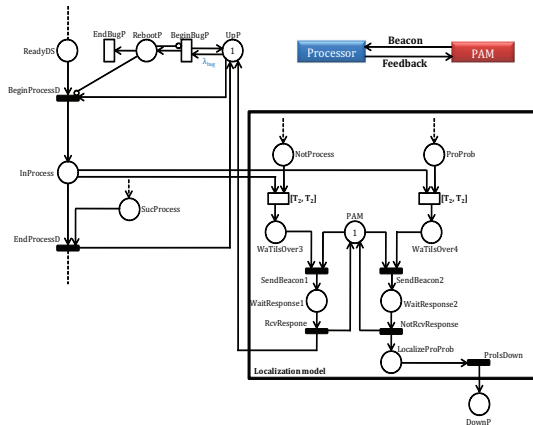 EndBugP
RebootP
BeginBugP
UpP
ReadyDS
1
λbug
Beacon
Processor
PAM
Feedback
BeginProcessD
NotProcess
ProProb
InProcess
[T₂, T₂]
[T₂, T₂]
SucProcess
PAM
1
WaTilsOver3
WaTilsOver4
EndProcessD
SendBeacon1
SendBeacon2
WaitResponse1
WaitResponse2
RcvRespone
NotRcvResponse
LocalizeProProb
ProIsDown
Localization model
DownP